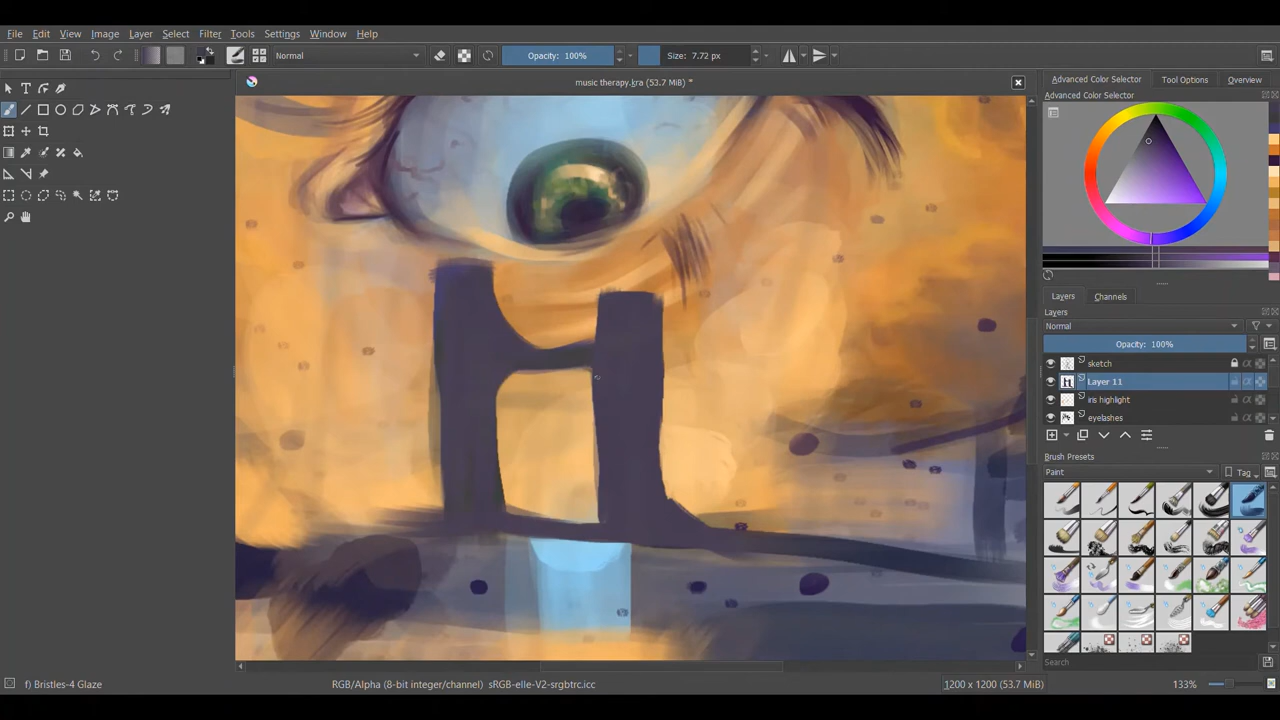 File Edit View Image Layer Select Filter Tools Settings Window Help
Normal Opacity: 100% Size: 7.72 px
music therapy.kra (53.7 MiB) *
Advanced Color Selector Tool Options Overview
Advanced Color Selector
Layers Channels
Layers
Normal
Opacity: 100%
sketch
Layer 11
iris highlight
eyelashes
Brush Presets
Paint Tag
Search
f) Bristles-4 Glaze RGB/Alpha (8-bit integer/channel) sRGB-elle-V2-srgbtrc.icc 1200 x 1200 (53.7 MiB) 133%